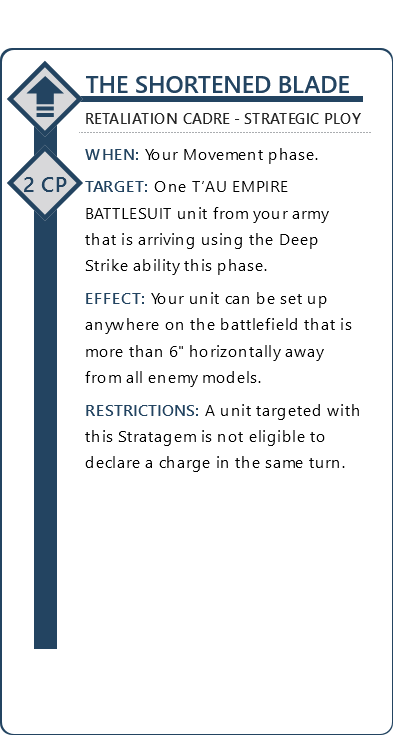 THE SHORTENED BLADE
RETALIATION CADRE - STRATEGIC PLOY
WHEN: Your Movement phase.
2 CP
TARGET: One T’AU EMPIRE
BATTLESUIT unit from your army
that is arriving using the Deep
Strike ability this phase.
EFFECT: Your unit can be set up
anywhere on the battlefield that is
more than 6" horizontally away
from all enemy models.
RESTRICTIONS: A unit targeted with
this Stratagem is not eligible to
declare a charge in the same turn.